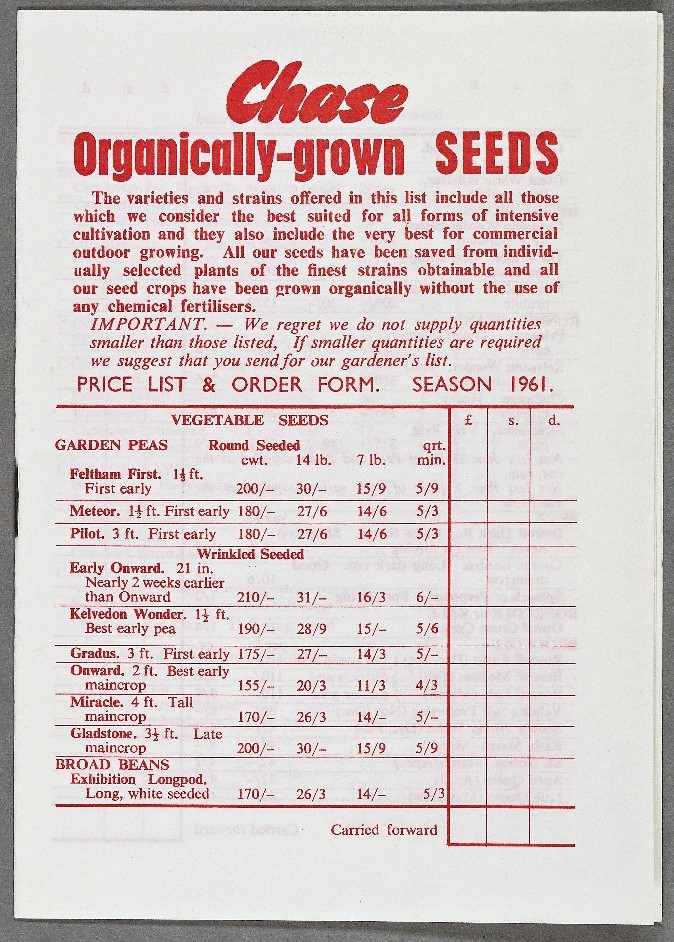 Chase
Organically-grown SEEDS
The varieties and strains offered in this list include all those
which we consider the best suited for all forms of intensive
cultivation and they also include the very best for commercial
outdoor growing. All our seeds have been saved from individ-
ually selected plants of the finest strains obtainable and all
our seed crops have been grown organically without the use of
any chemical fertilisers.
IMPORTANT. — We regret we do not supply quantities
smaller than those listed, If smaller quantities are required
we suggest that you send for our gardener's list.
PRICE LIST & ORDER FORM. SEASON 1961.
VEGETABLE SEEDS £ s. d.
GARDEN PEAS Round Seeded qrt.
cwt. 14 lb. 7 lb. min.
Feltham First. 1½ ft.
First early 200/- 30/- 15/9 5/9
Meteor. 1½ ft. First early 180/- 27/6 14/6 5/3
Pilot. 3 ft. First early 180/- 27/6 14/6 5/3
Wrinkled Seeded
Early Onward. 21 in.
Nearly 2 weeks earlier
than Onward 210/- 31/- 16/3 6/-
Kelvedon Wonder. 1½ ft.
Best early pea 190/- 28/9 15/- 5/6
Gradus. 3 ft. First early 175/- 27/- 14/3 5/-
Onward. 2 ft. Best early
maincrop 155/- 20/3 11/3 4/3
Miracle. 4 ft. Tall
maincrop 170/- 26/3 14/- 5/-
Gladstone. 3½ ft. Late
maincrop 200/- 30/- 15/9 5/9
BROAD BEANS
Exhibition Longpod,
Long, white seeded 170/- 26/3 14/- 5/3
Carried forward